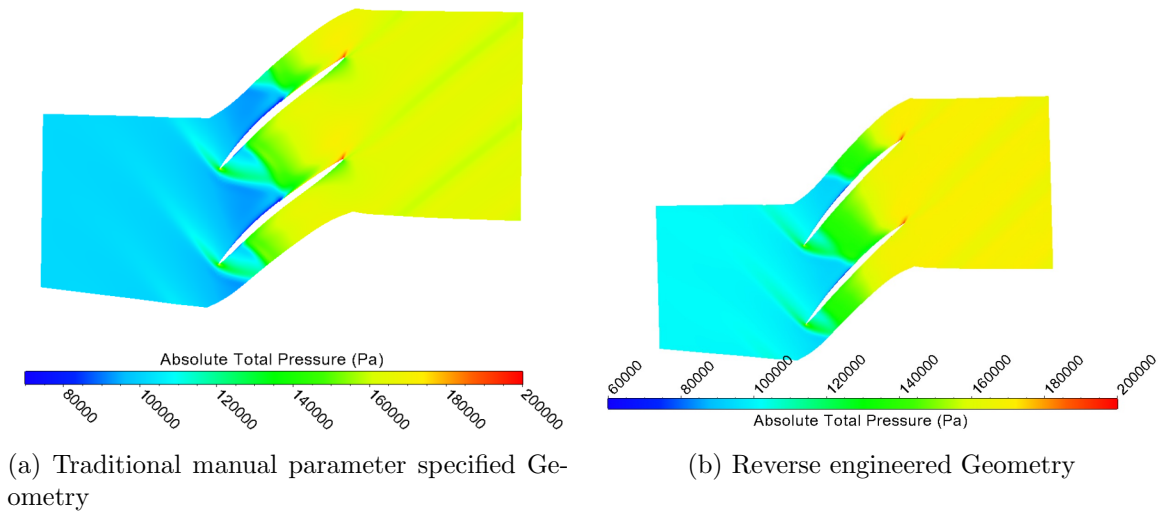 Absolute Total Pressure (Pa)
80000 100000 120000 140000 160000 180000 200000
(a) Traditional manual parameter specified Ge-
ometry
60000 80000 100000 120000 140000 160000 180000 200000
Absolute Total Pressure (Pa)
(b) Reverse engineered Geometry